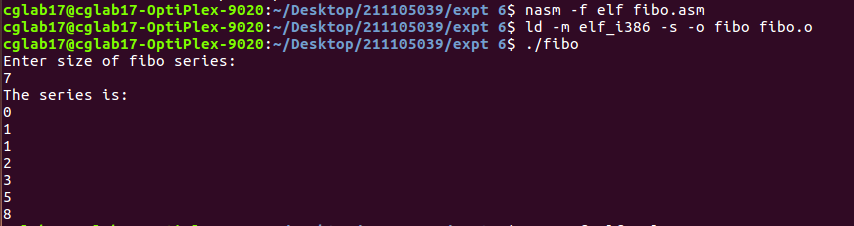 cglab17@cglab17-OptiPlex-9020:~/Desktop/211105039/expt 6$ nasm -f elf fibo.asm
cglab17@cglab17-OptiPlex-9020:~/Desktop/211105039/expt 6$ ld -m elf_i386 -s -o fibo fibo.o
cglab17@cglab17-OptiPlex-9020:~/Desktop/211105039/expt 6$ ./fibo
Enter size of fibo series:
7
The series is:
0
1
1
2
3
5
8